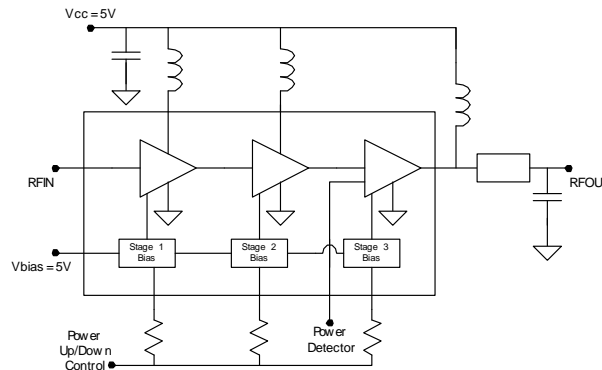 Vcc = 5V
RFIN
RFOU
Stage 1
Bias
Stage 2
Bias
Stage 3
Bias
Vbias = 5V
Power
Up/Down
Control
Power
Detector